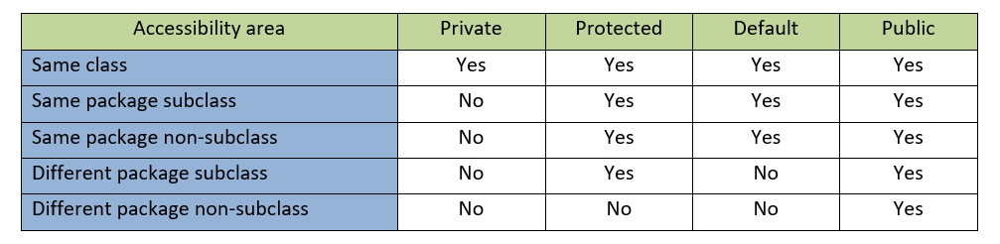 Accessibility area Private Protected Default Public
Same class Yes Yes Yes Yes
Same package subclass No Yes Yes Yes
Same package non-subclass No Yes Yes Yes
Different package subclass No Yes No Yes
Different package non-subclass No No No Yes